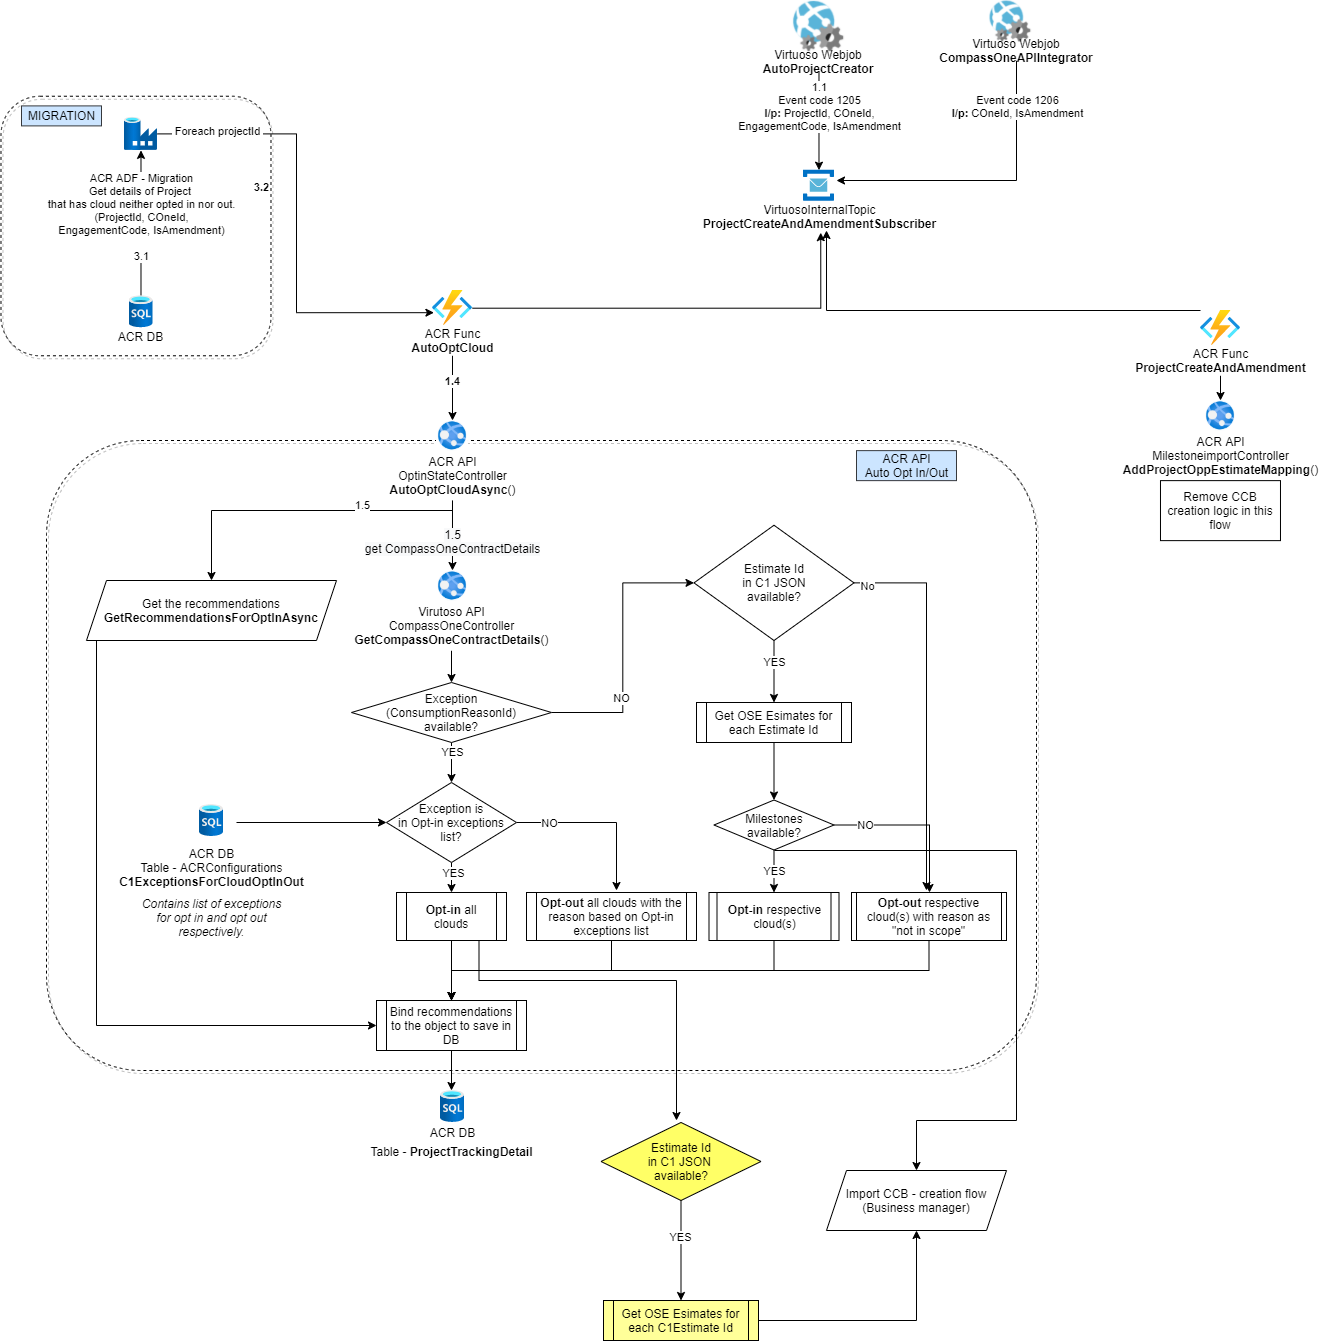 Virtuoso Webjob
AutoProjectCreator
1.1
Event code 1205
I/p: ProjectId, COneId,
EngagementCode, IsAmendment
Virtuoso Webjob
CompassOneAPIIntegrator
Event code 1206
I/p: COneId, IsAmendment
MIGRATION
Foreach projectId
ACR ADF - Migration
Get details of Project
that has cloud neither opted in nor out.
(ProjectId, COneId,
EngagementCode, IsAmendment)
3.1
SQL
ACR DB
3.2
VirtuosoInternalTopic
ProjectCreateAndAmendmentSubscriber
ACR Func
AutoOptCloud
1.4
ACR Func
ProjectCreateAndAmendment
ACR API
MilestoneimportController
AddProjectOppEstimateMapping()
Remove CCB
creation logic in this
flow
ACR API
Auto Opt In/Out
ACR API
OptinStateController
AutoOptCloudAsync()
1.5
1.5
get CompassOneContractDetails
Get the recommendations
GetRecommendationsForOptInAsync
Virutoso API
CompassOneController
GetCompassOneContractDetails()
Estimate Id
in C1 JSON
available?
No
YES
Exception
(ConsumptionReasonId)
available?
NO
YES
Get OSE Esimates for
each Estimate Id
SQL
ACR DB
Table - ACRConfigurations
C1ExceptionsForCloudOptInOut
Contains list of exceptions
for opt in and opt out
respectively.
Exception is
in Opt-in exceptions
list?
NO
YES
Milestones
available?
NO
YES
Opt-in all
clouds
Opt-out all clouds with the
reason based on Opt-in
exceptions list
Opt-in respective
cloud(s)
Opt-out respective
cloud(s) with reason as
"not in scope"
Bind recommendations
to the object to save in
DB
SQL
ACR DB
Table - ProjectTrackingDetail
Estimate Id
in C1 JSON
available?
YES
Import CCB - creation flow
(Business manager)
Get OSE Esimates for
each C1Estimate Id